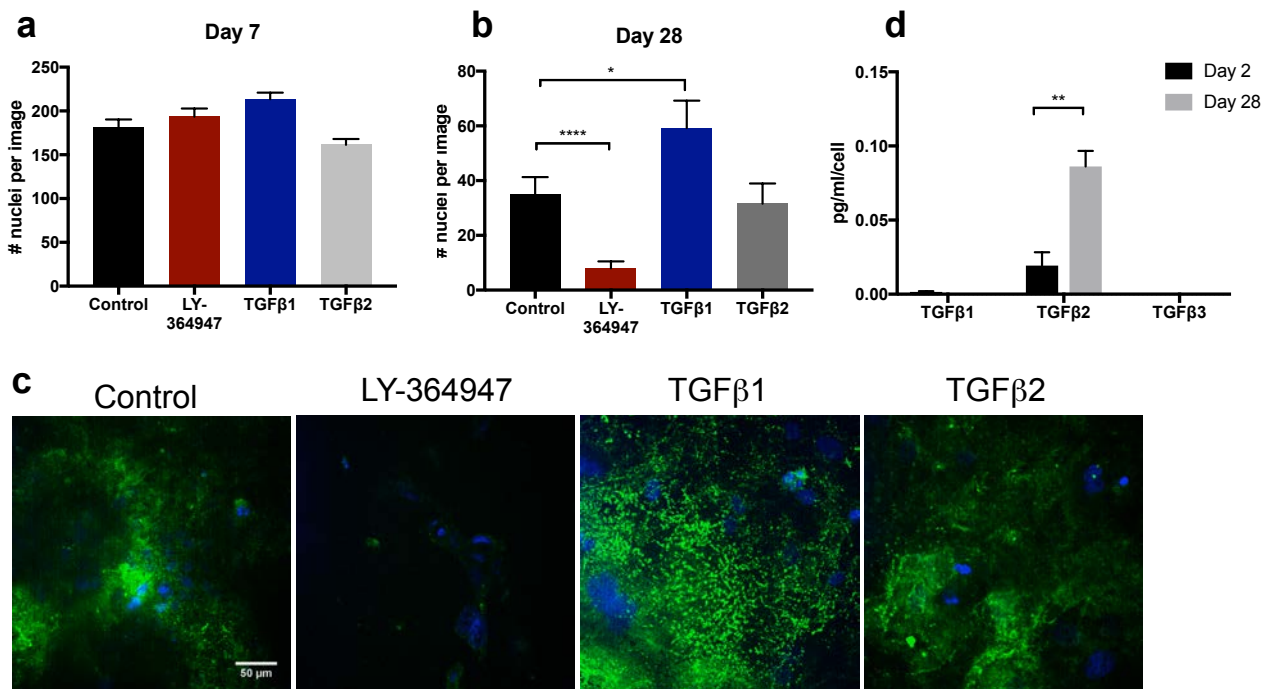 a
Day 7
# nuclei per image
250
200
150
100
50
0
Control
LY-
364947
TGFβ1
TGFβ2
b
Day 28
# nuclei per image
80
60
40
20
0
*
****
Control
LY-
364947
TGFβ1
TGFβ2
d
Day 2
Day 28
pg/ml/cell
0.15
0.10
0.05
0.00
**
TGFβ1
TGFβ2
TGFβ3
c
Control
LY-364947
TGFβ1
TGFβ2
50 μm